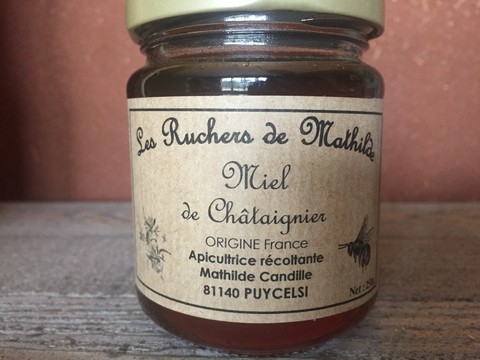 Les Ruchers de Mathilde
Miel
de Châtaignier
ORIGINE France
Apicultrice récoltante
Mathilde Candille
81140 PUYCELSI
Net :